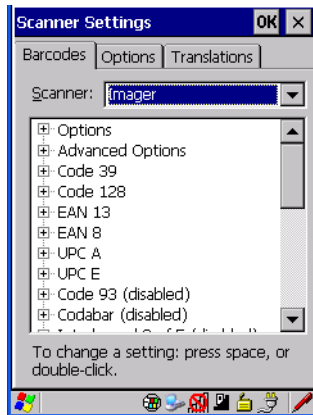 Scanner Settings OK ×
Barcodes Options Translations
Scanner: Imager
Options
Advanced Options
Code 39
Code 128
EAN 13
EAN 8
UPC A
UPC E
Code 93 (disabled)
Codabar (disabled)
To change a setting: press space, or
double-click.